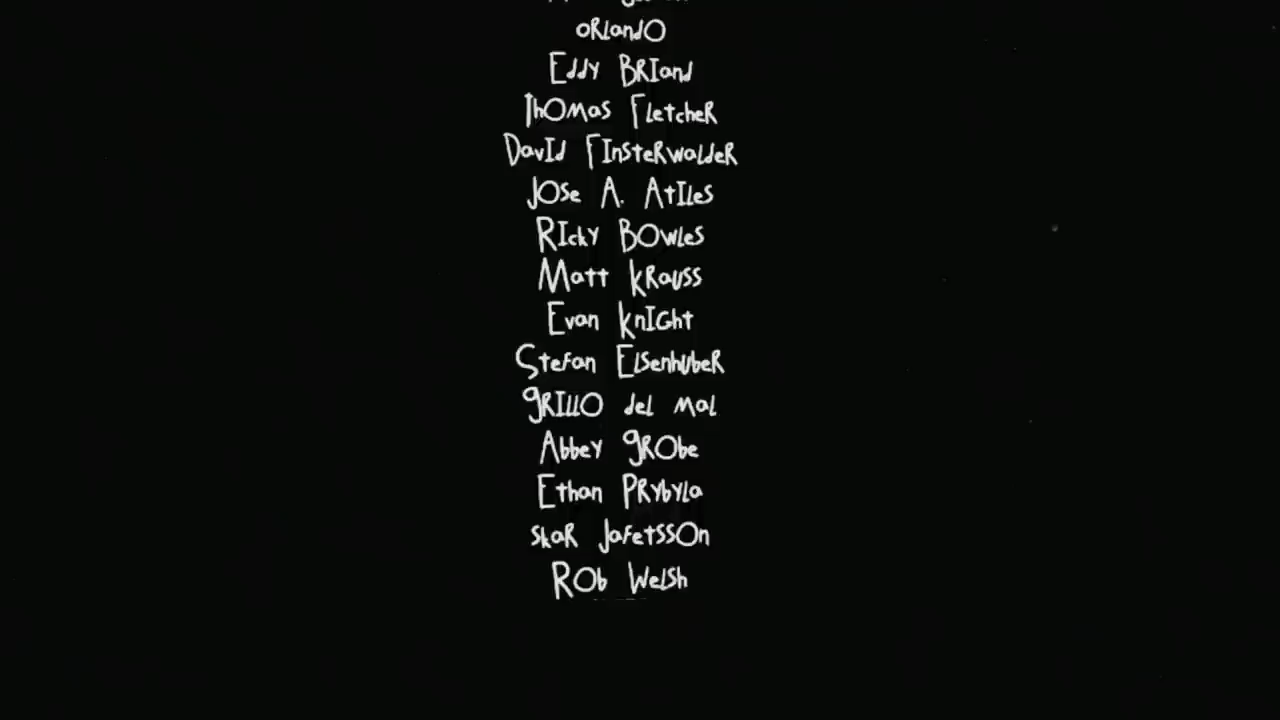 ORLandO
Eddy BRIand
ThOMas FLetcheR
DavId FInsteRwaldeR
JOse A. AtILes
RIcky BOwles
Matt KRauss
Evan KnIGht
Stefan EIsenhubeR
gRILLO del Mal
Abbey gRObe
Ethan PRybyla
skaR JafetssOn
ROb Welsh